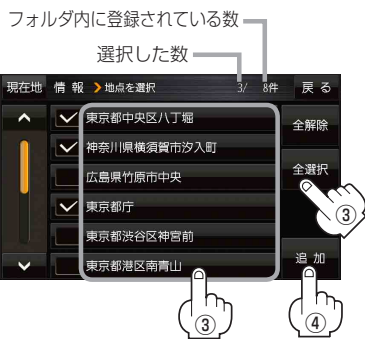 フォルダ内に登録されている数
選択した数
現在地 情報 地点を選択 3/ 8件 戻る
東京都中央区八丁堀
全解除
神奈川県横須賀市汐入町
広島県竹原市中央
全選択
東京都庁
③
東京都渋谷区神宮前
東京都港区南青山
追加
③
④